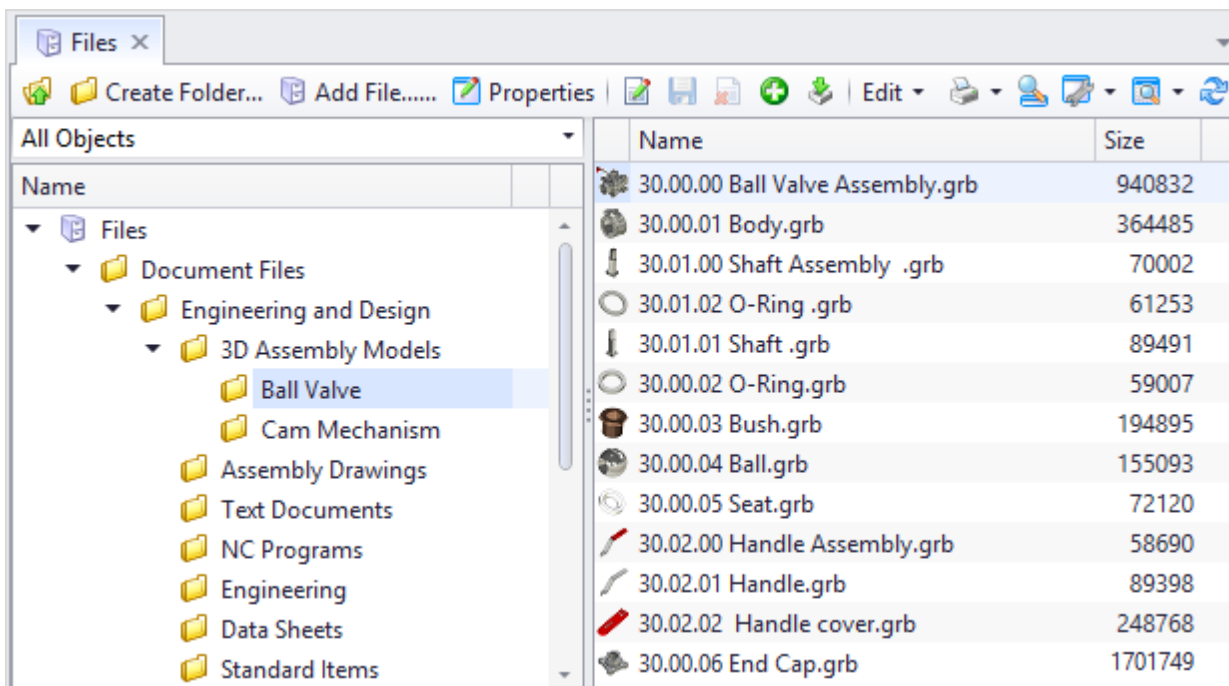 Files
Create Folder... Add File...... Properties Edit
All Objects
Name
Files
Document Files
Engineering and Design
3D Assembly Models
Ball Valve
Cam Mechanism
Assembly Drawings
Text Documents
NC Programs
Engineering
Data Sheets
Standard Items
Name Size
30.00.00 Ball Valve Assembly.grb 940832
30.00.01 Body.grb 364485
30.01.00 Shaft Assembly  .grb 70002
30.01.02 O-Ring .grb 61253
30.01.01 Shaft .grb 89491
30.00.02 O-Ring.grb 59007
30.00.03 Bush.grb 194895
30.00.04 Ball.grb 155093
30.00.05 Seat.grb 72120
30.02.00 Handle Assembly.grb 58690
30.02.01 Handle.grb 89398
30.02.02  Handle cover.grb 248768
30.00.06 End Cap.grb 1701749